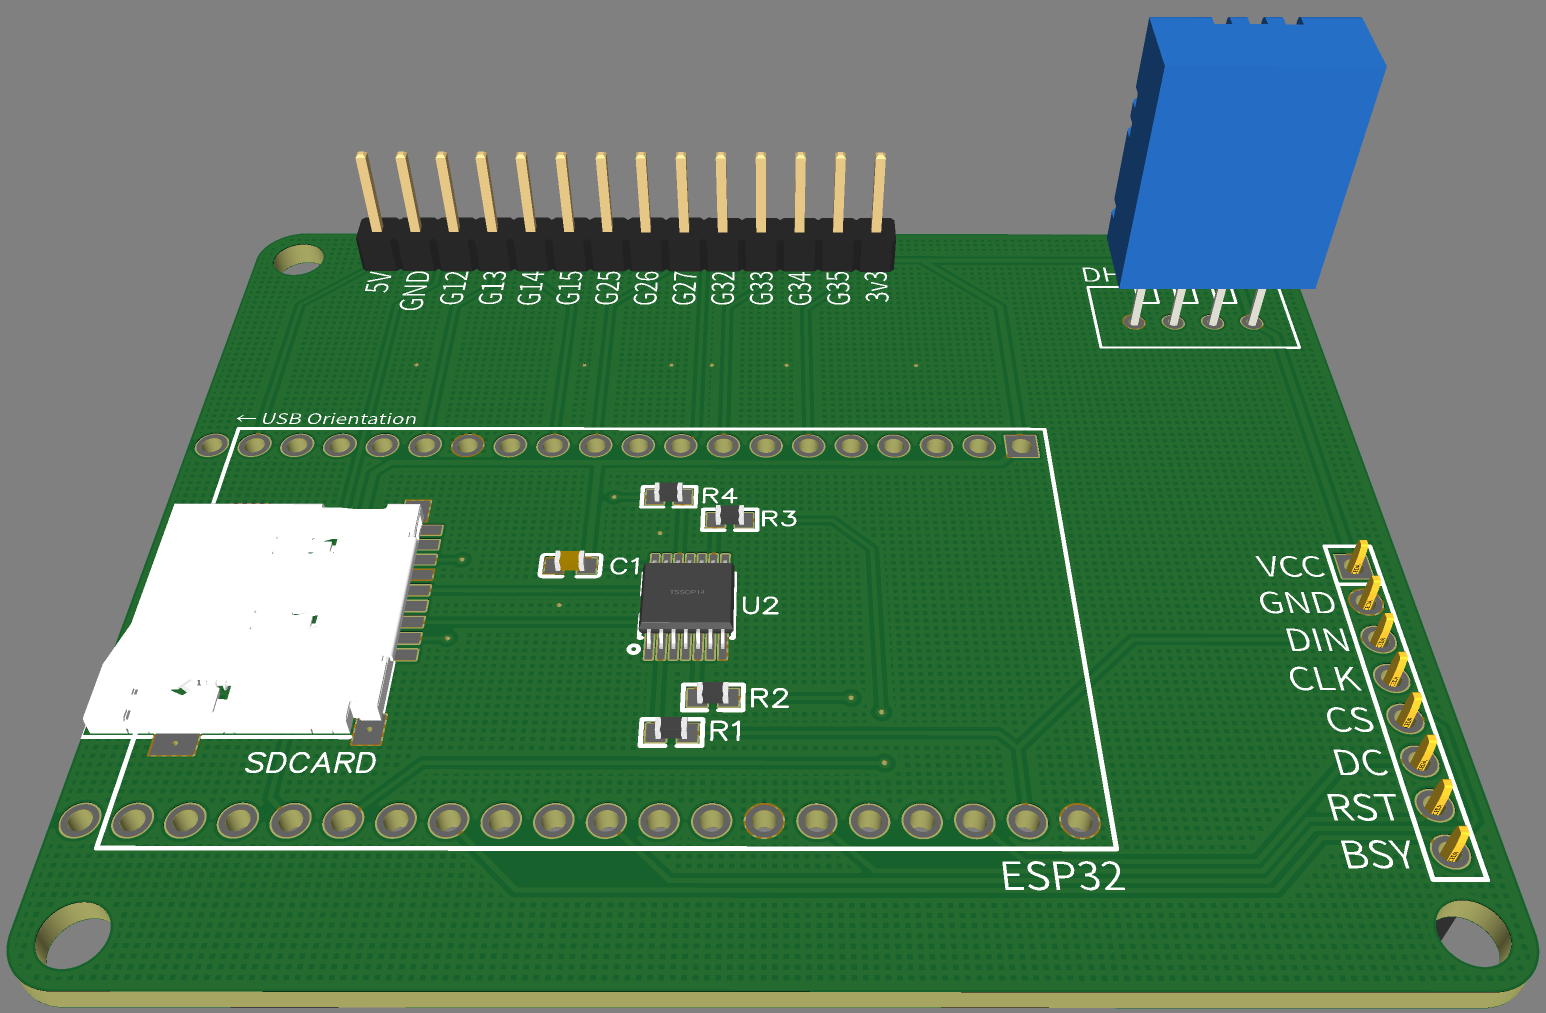 5V
GND
G12
G13
G14
G15
G25
G26
G27
G32
G33
G34
G35
3v3
← USB Orientation
R4
R3
C1
TSSOP14
U2
R2
R1
SDCARD
ESP32
VCC
GND
DIN
CLK
CS
DC
RST
BSY